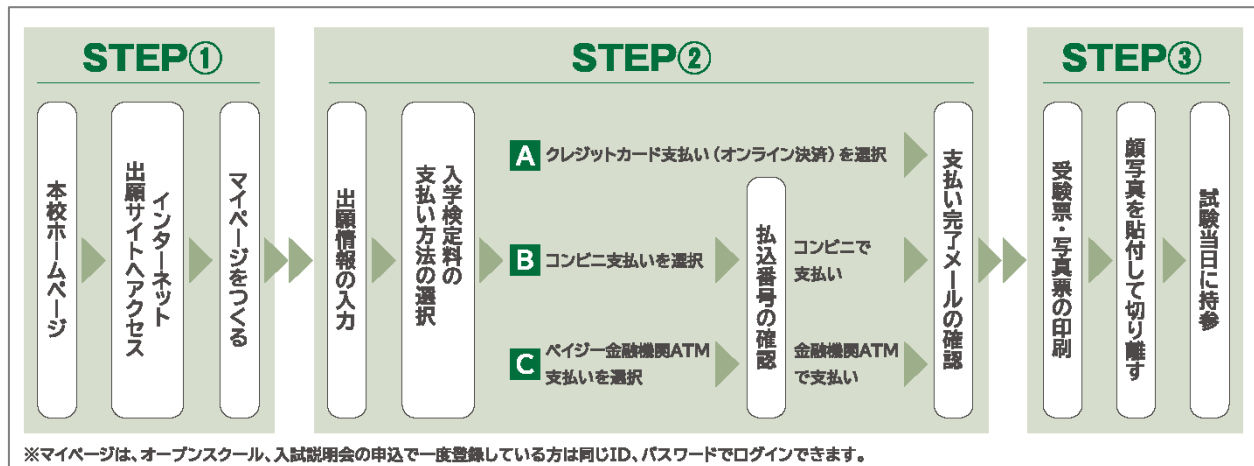 STEP①
本校ホームページ
インターネット
出願サイトへアクセス
マイページをつくる
STEP②
出願情報の入力
入学検定料の
支払い方法の選択
A クレジットカード支払い（オンライン決済）を選択
B コンビニ支払いを選択
C ペイジー金融機関ATM
支払いを選択
払込番号の確認
コンビニで
支払い
金融機関ATM
で支払い
支払い完了メールの確認
STEP③
受験票・写真票の印刷
顔写真を貼付して切り離す
試験当日に持参
※マイページは、オープンスクール、入試説明会の申込で一度登録している方は同じID、パスワードでログインできます。